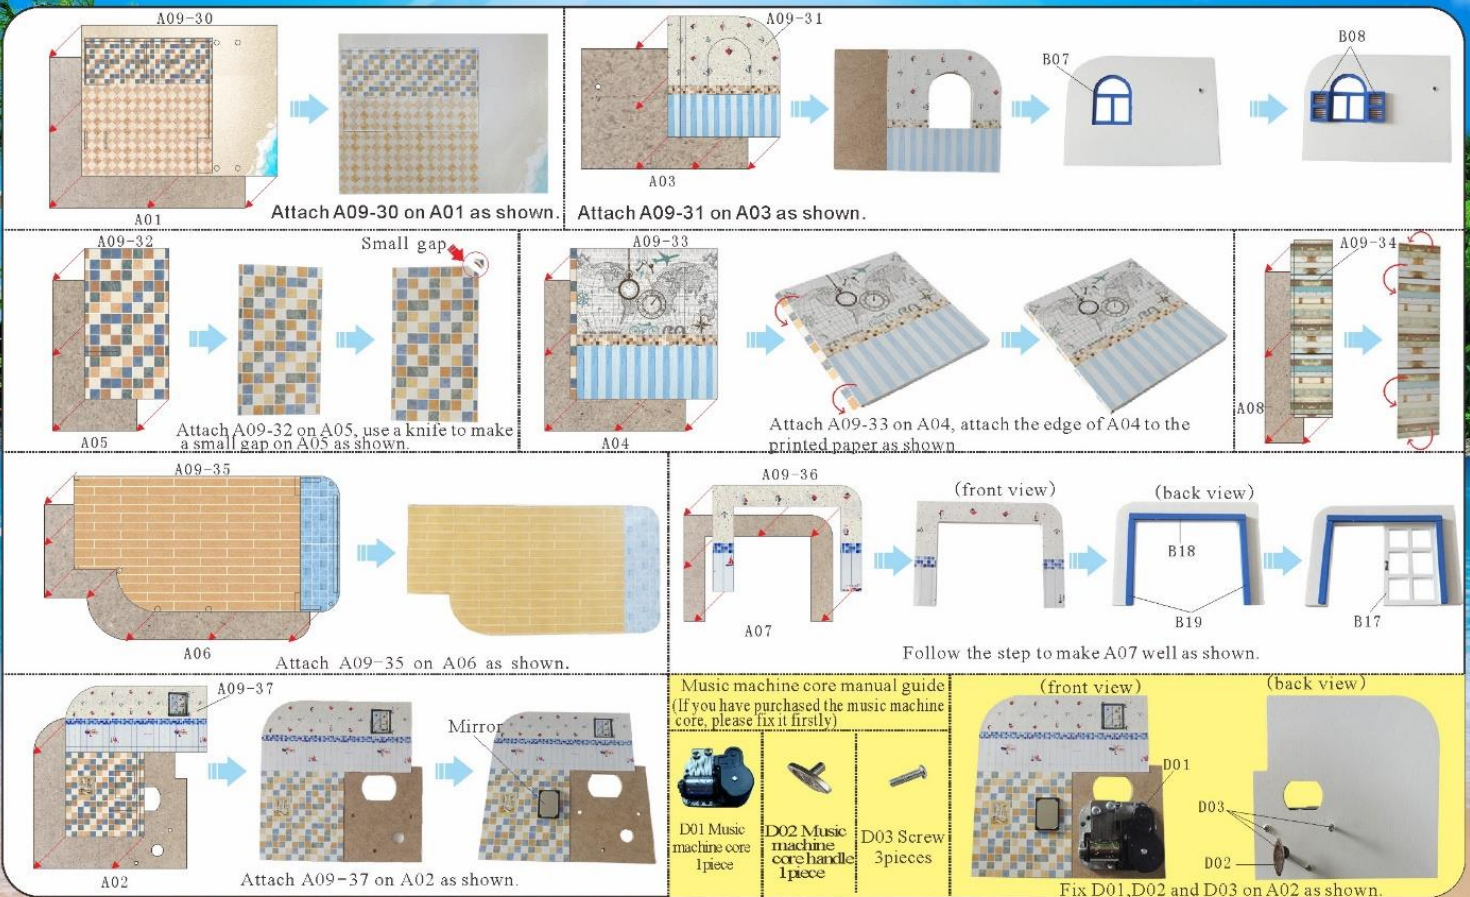 A09-30
A01
Attach A09-30 on A01 as shown.
A09-31
A03
B07
B08
Attach A09-31 on A03 as shown.
A09-32
Small gap
A05
Attach A09-32 on A05, use a knife to make
a small gap on A05 as shown.
A09-33
A04
Attach A09-33 on A04, attach the edge of A04 to the
printed paper as shown
A09-34
A08
A09-35
A06
Attach A09-35 on A06 as shown.
A09-36
(front view)
(back view)
A07
B18
B19
B17
Follow the step to make A07 well as shown.
A09-37
Mirror
A02
Attach A09-37 on A02 as shown.
Music machine core manual guide
(If you have purchased the music machine
core, please fix it firstly)
D01 Music
machine core
1piece
D02 Music
machine
core handle
1piece
D03 Screw
3pieces
(front view)
(back view)
D01
D03
D02
Fix D01,D02 and D03 on A02 as shown.